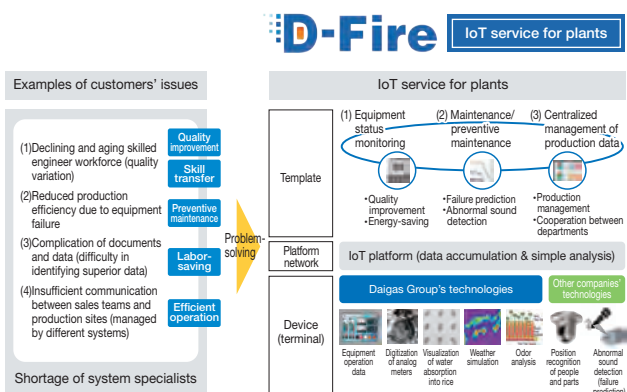 D-Fire
IoT service for plants
Examples of customers' issues
(1)Declining and aging skilled
engineer workforce (quality
variation)
(2)Reduced production
efficiency due to equipment
failure
(3)Complication of documents
and data (difficulty in
identifying superior data)
(4)Insufficient communication
between sales teams and
production sites (managed
by different systems)
Quality
improvement
Skill
transfer
Preventive
maintenance
Labor-
saving
Efficient
operation
Shortage of system specialists
Problem-
solving
IoT service for plants
Template
(1) Equipment
status
monitoring
•Quality
improvement
•Energy-saving
(2) Maintenance/
preventive
maintenance
•Failure prediction
•Abnormal sound
detection
(3) Centralized
management of
production data
•Production
management
•Cooperation between
departments
Platform
network
IoT platform (data accumulation & simple analysis)
Device
(terminal)
Daigas Group's technologies
Other companies'
technologies
Equipment
operation
data
Digitization
of analog
meters
Visualization
of water
absorption
into rice
Weather
simulation
Odor
analysis
Position
recognition
of people
and parts
Abnormal
sound
detection
(failure
prediction)